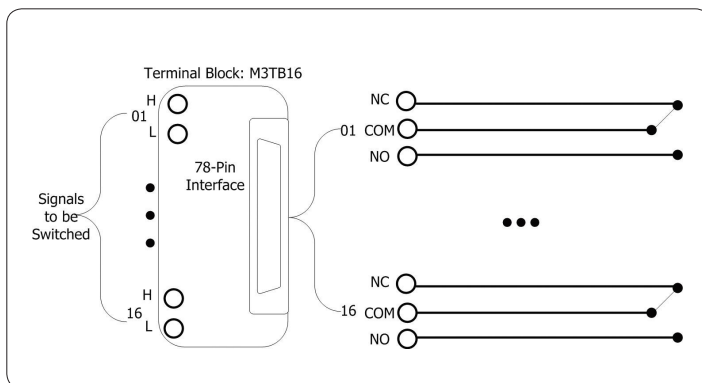 Terminal Block: M3TB16
H
01
L
78-Pin
Interface
Signals
to be
Switched
H
16
L
NC
01 COM
NO
NC
16 COM
NO